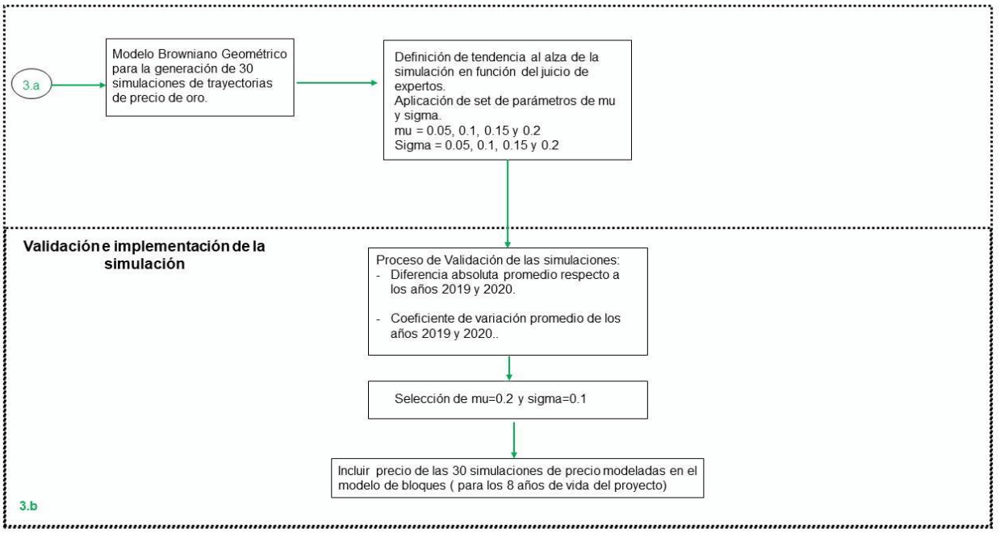 3.a
Modelo Browniano Geométrico
para la generación de 30
simulaciones de trayectorias
de precio de oro.
Definición de tendencia al alza de la
simulación en función del juicio de
expertos.
Aplicación de set de parámetros de mu
y sigma.
mu = 0.05, 0.1, 0.15 y 0.2
Sigma = 0.05, 0.1, 0.15 y 0.2
Validación e implementación de la
simulación
Proceso de Validación de las simulaciones:
- Diferencia absoluta promedio respecto a
los años 2019 y 2020.
- Coeficiente de variación promedio de los
años 2019 y 2020..
Selección de mu=0.2 y sigma=0.1
Incluir precio de las 30 simulaciones de precio modeladas en el
modelo de bloques ( para los 8 años de vida del proyecto)
3.b